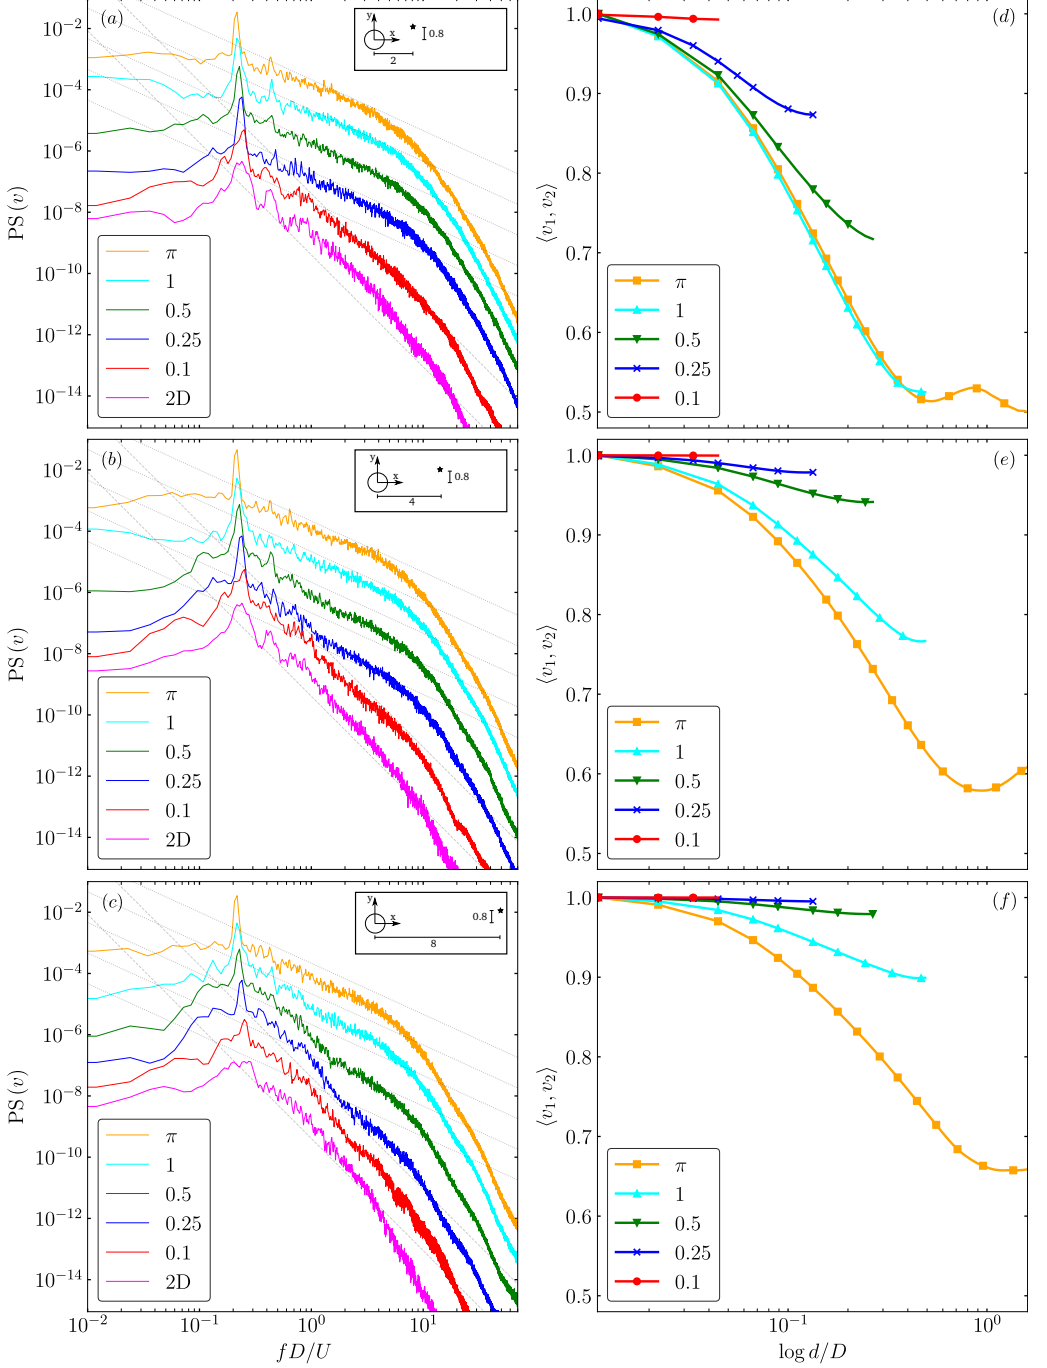 (a)
PS (v)
10⁻²
10⁻⁴
10⁻⁶
10⁻⁸
10⁻¹⁰
10⁻¹²
10⁻¹⁴
y
x
0.8
2
π
1
0.5
0.25
0.1
2D
(d)
⟨v₁, v₂⟩
1.0
0.9
0.8
0.7
0.6
0.5
π
1
0.5
0.25
0.1
(b)
PS (v)
10⁻²
10⁻⁴
10⁻⁶
10⁻⁸
10⁻¹⁰
10⁻¹²
10⁻¹⁴
y
x
0.8
4
π
1
0.5
0.25
0.1
2D
(e)
⟨v₁, v₂⟩
1.0
0.9
0.8
0.7
0.6
0.5
π
1
0.5
0.25
0.1
(c)
PS (v)
10⁻²
10⁻⁴
10⁻⁶
10⁻⁸
10⁻¹⁰
10⁻¹²
10⁻¹⁴
y
x
0.8
8
π
1
0.5
0.25
0.1
2D
10⁻² 10⁻¹ 10⁰ 10¹
fD/U
(f)
⟨v₁, v₂⟩
1.0
0.9
0.8
0.7
0.6
0.5
π
1
0.5
0.25
0.1
10⁻¹ 10⁰
log d/D